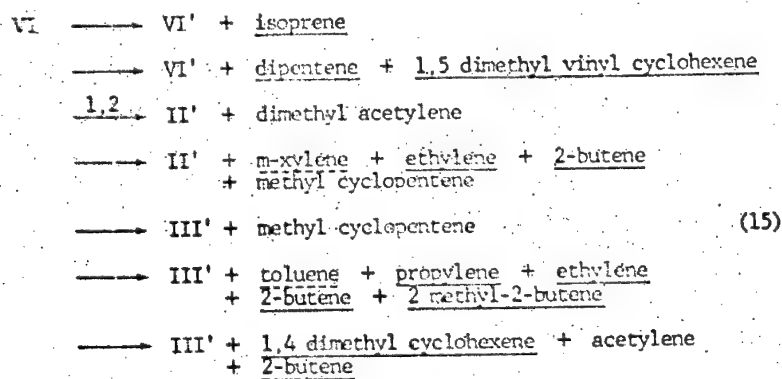 VI ⟶ VI' + isoprene
⟶ VI' + dipentene + 1,5 dimethyl vinyl cyclohexene
1,2 ⟶ II' + dimethyl acetylene
⟶ II' + m-xylene + ethylene + 2-butene
+ methyl cyclopentene
⟶ III' + methyl cyclopentene (15)
⟶ III' + toluene + propylene + ethylene
+ 2-butene + 2 methyl-2-butene
⟶ III' + 1,4 dimethyl cyclohexene + acetylene
+ 2-butene